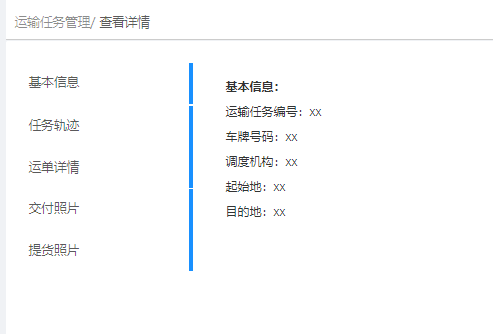 运输任务管理/ 查看详情
基本信息
任务轨迹
运单详情
交付照片
提货照片
基本信息：
运输任务编号：xx
车牌号码：xx
调度机构：xx
起始地：xx
目的地：xx